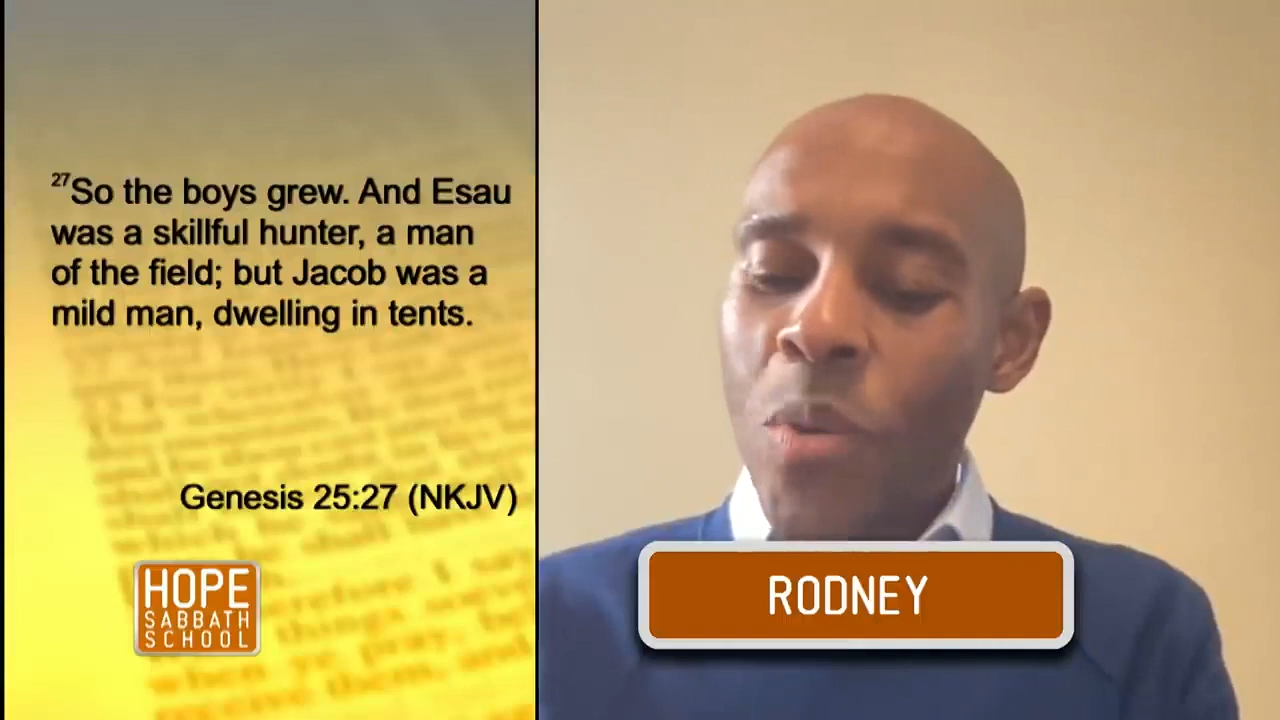 ²⁷So the boys grew. And Esau
was a skillful hunter, a man
of the field; but Jacob was a
mild man, dwelling in tents.
Genesis 25:27 (NKJV)
HOPE
SABBATH
SCHOOL
RODNEY